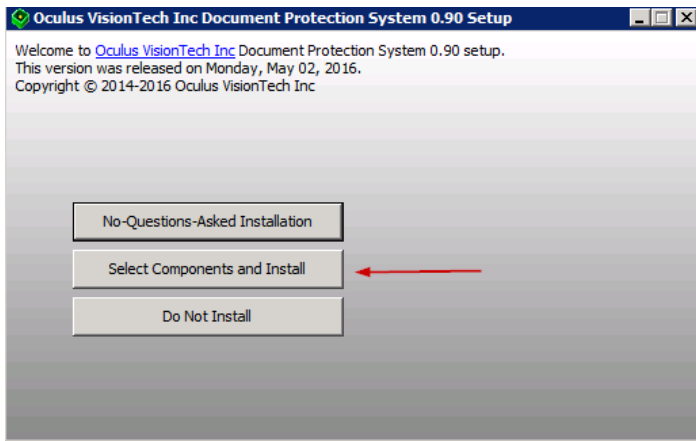 Oculus VisionTech Inc Document Protection System 0.90 Setup
Welcome to Oculus VisionTech Inc Document Protection System 0.90 setup.
This version was released on Monday, May 02, 2016.
Copyright © 2014-2016 Oculus VisionTech Inc
No-Questions-Asked Installation
Select Components and Install
Do Not Install